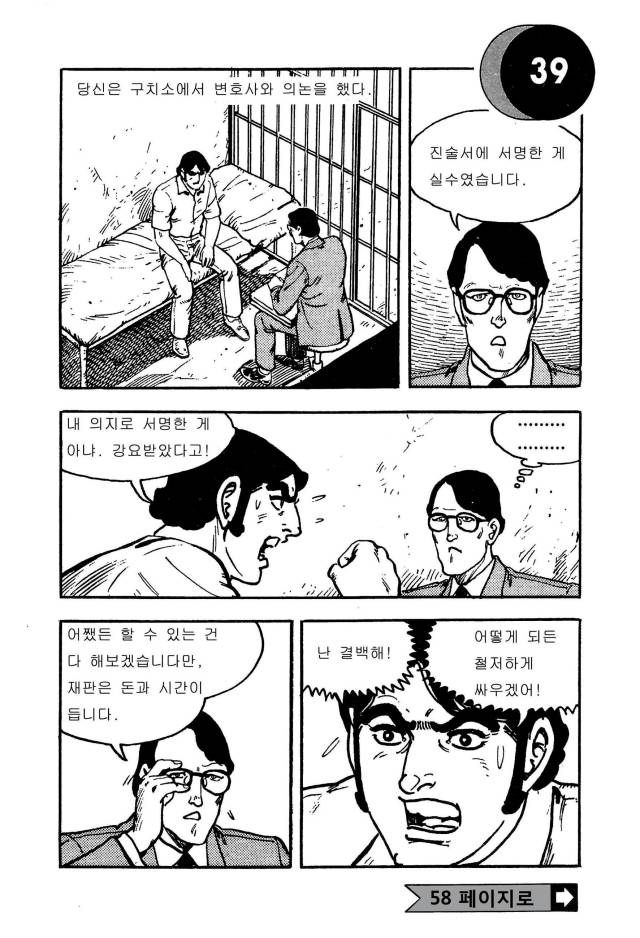 39
당신은 구치소에서 변호사와 의논을 했다.
진술서에 서명한 게
실수였습니다.
내 의지로 서명한 게
아냐. 강요받았다고!
………
………
어쨌든 할 수 있는 건
다 해보겠습니다만,
재판은 돈과 시간이
듭니다.
난 결백해!
어떻게 되든
철저하게
싸우겠어!
58 페이지로